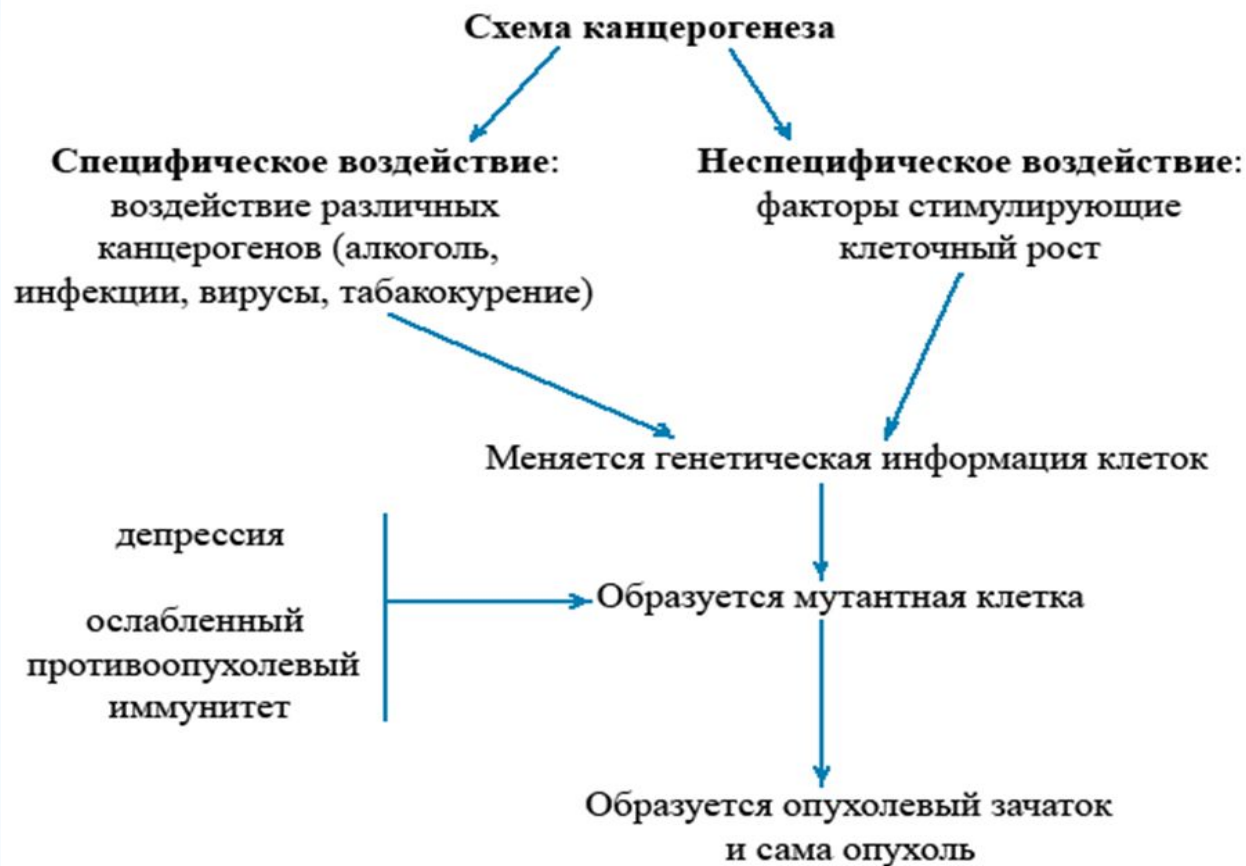 Схема канцерогенеза
Специфическое воздействие:
воздействие различных
канцерогенов (алкоголь,
инфекции, вирусы, табакокурение)
Неспецифическое воздействие:
факторы стимулирующие
клеточный рост
Меняется генетическая информация клеток
депрессия
ослабленный
противоопухолевый
иммунитет
Образуется мутантная клетка
Образуется опухолевый зачаток
и сама опухоль